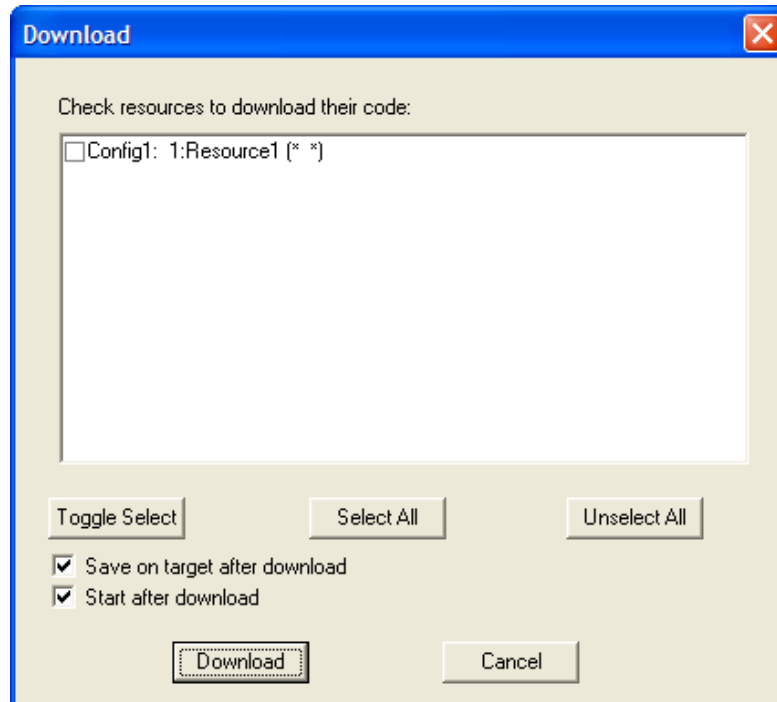 Download
Check resources to download their code:
Config1:  1:Resource1 (*  *)
Toggle Select Select All Unselect All
Save on target after download
Start after download
Download Cancel